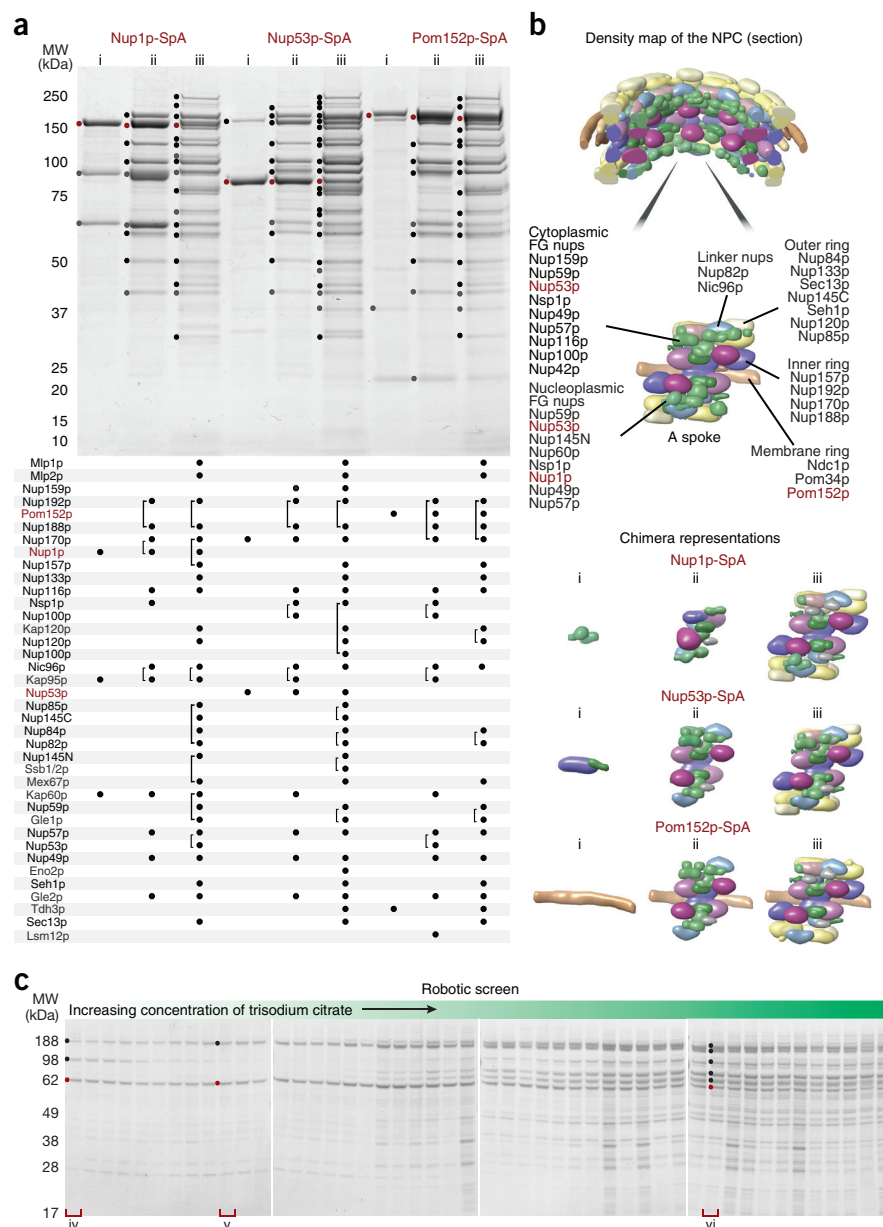 a
MW
(kDa)
Nup1p-SpA
Nup53p-SpA
Pom152p-SpA
i
ii
iii
i
ii
iii
i
ii
iii
250
150
100
75
50
37
25
20
15
10
Mlp1p
Mlp2p
Nup159p
Nup192p
Pom152p
Nup188p
Nup170p
Nup1p
Nup157p
Nup133p
Nup116p
Nsp1p
Nup100p
Kap120p
Nup120p
Nup100p
Nic96p
Kap95p
Nup53p
Nup85p
Nup145C
Nup84p
Nup82p
Nup145N
Ssb1/2p
Mex67p
Kap60p
Nup59p
Gle1p
Nup57p
Nup53p
Nup49p
Eno2p
Seh1p
Gle2p
Tdh3p
Sec13p
Lsm12p
b
Density map of the NPC (section)
Cytoplasmic
FG nups
Nup159p
Nup59p
Nup53p
Nsp1p
Nup49p
Nup57p
Nup116p
Nup100p
Nup42p
Nucleoplasmic
FG nups
Nup59p
Nup53p
Nup145N
Nup60p
Nsp1p
Nup1p
Nup49p
Nup57p
Linker nups
Nup82p
Nic96p
A spoke
Outer ring
Nup84p
Nup133p
Sec13p
Nup145C
Seh1p
Nup120p
Nup85p
Inner ring
Nup157p
Nup192p
Nup170p
Nup188p
Membrane ring
Ndc1p
Pom34p
Pom152p
Chimera representations
Nup1p-SpA
i
ii
iii
Nup53p-SpA
i
ii
iii
Pom152p-SpA
i
ii
iii
c
Robotic screen
MW
(kDa)
Increasing concentration of trisodium citrate
188
98
62
49
38
28
17
iv
v
vi